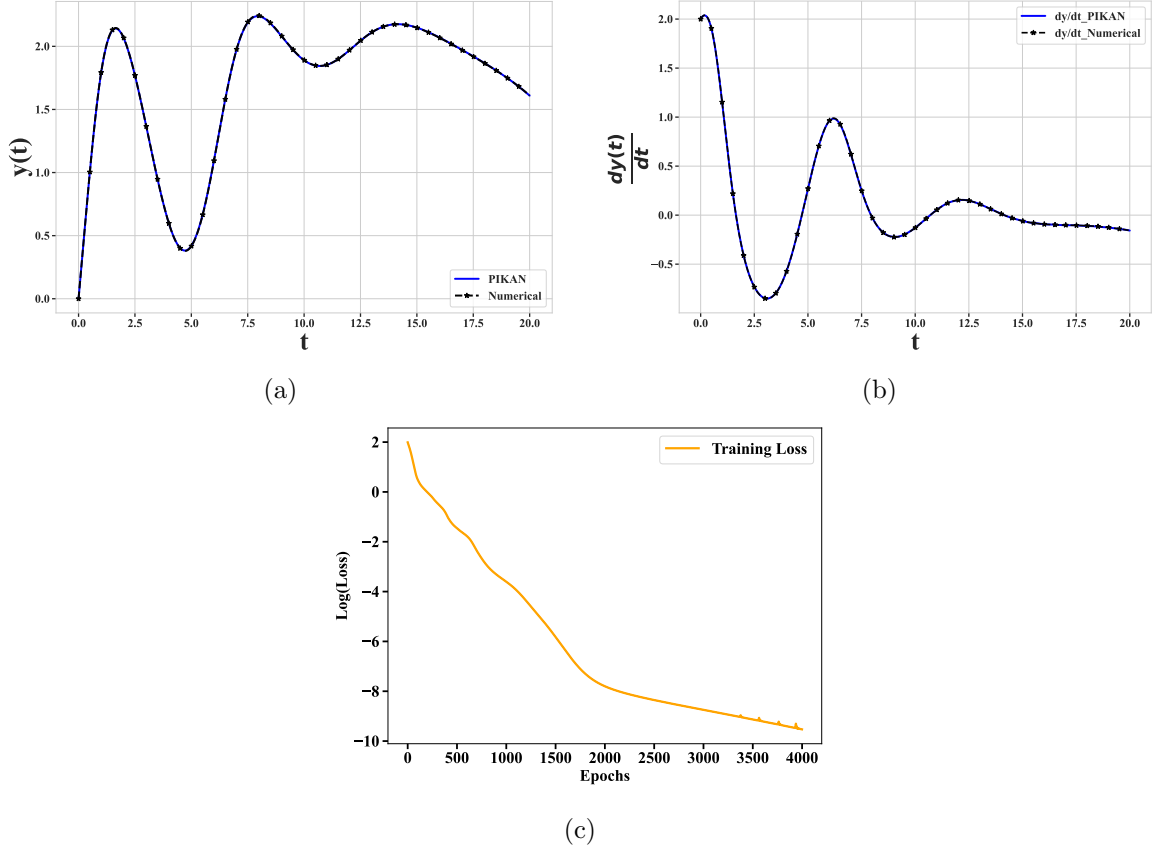 2.0
1.5
1.0
0.5
0.0
y(t)
PIKAN
Numerical
0.0 2.5 5.0 7.5 10.0 12.5 15.0 17.5 20.0
t
(a)
2.0
1.5
1.0
0.5
0.0
−0.5
dy(t)
dt
dy/dt_PIKAN
dy/dt_Numerical
0.0 2.5 5.0 7.5 10.0 12.5 15.0 17.5 20.0
t
(b)
2
0
−2
−4
−6
−8
−10
Log(Loss)
Training Loss
0 500 1000 1500 2000 2500 3000 3500 4000
Epochs
(c)